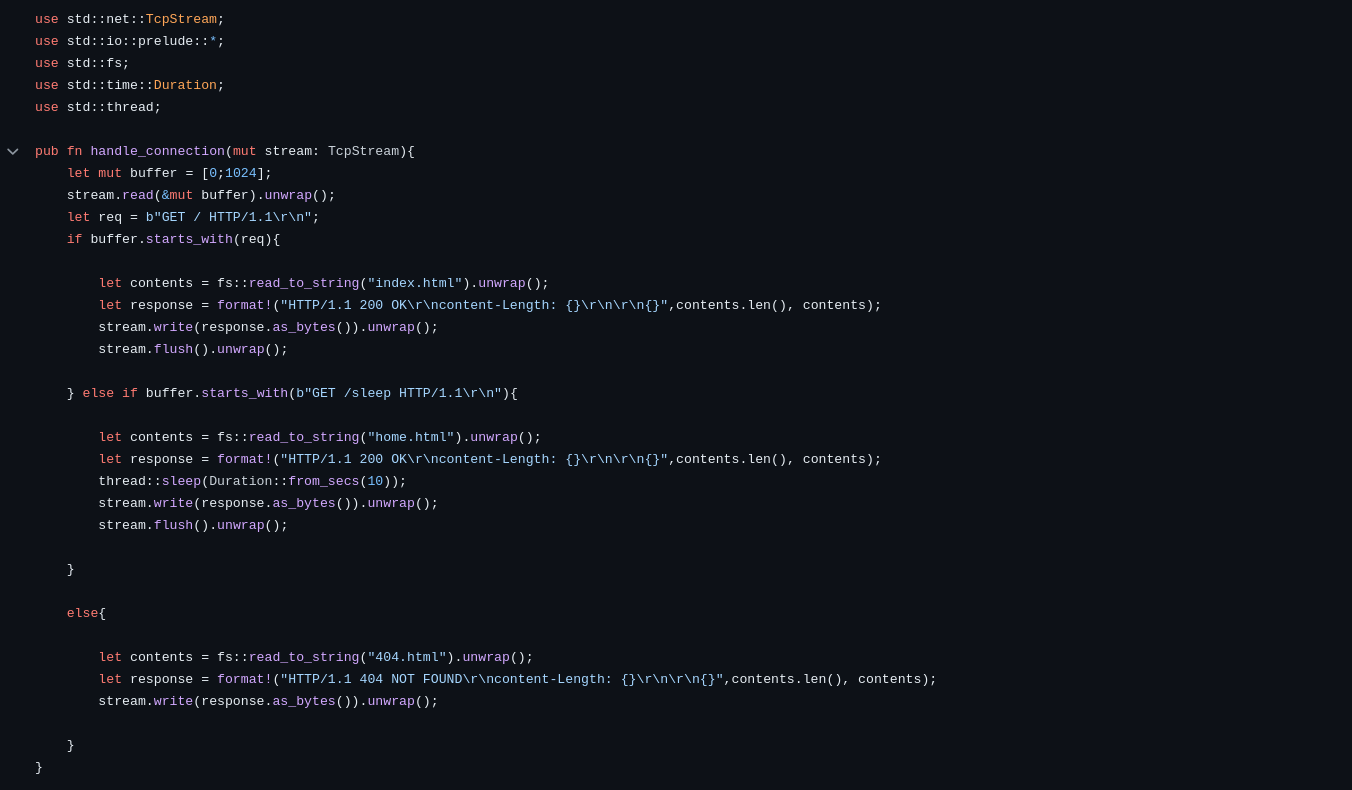 use std::net::TcpStream;
use std::io::prelude::*;
use std::fs;
use std::time::Duration;
use std::thread;
pub fn handle_connection(mut stream: TcpStream){
    let mut buffer = [0;1024];
    stream.read(&mut buffer).unwrap();
    let req = b"GET / HTTP/1.1\r\n";
    if buffer.starts_with(req){
        let contents = fs::read_to_string("index.html").unwrap();
        let response = format!("HTTP/1.1 200 OK\r\ncontent-Length: {}\r\n\r\n{}",contents.len(), contents);
        stream.write(response.as_bytes()).unwrap();
        stream.flush().unwrap();
    } else if buffer.starts_with(b"GET /sleep HTTP/1.1\r\n"){
        let contents = fs::read_to_string("home.html").unwrap();
        let response = format!("HTTP/1.1 200 OK\r\ncontent-Length: {}\r\n\r\n{}",contents.len(), contents);
        thread::sleep(Duration::from_secs(10));
        stream.write(response.as_bytes()).unwrap();
        stream.flush().unwrap();
    }
    else{
        let contents = fs::read_to_string("404.html").unwrap();
        let response = format!("HTTP/1.1 404 NOT FOUND\r\ncontent-Length: {}\r\n\r\n{}",contents.len(), contents);
        stream.write(response.as_bytes()).unwrap();
    }
}